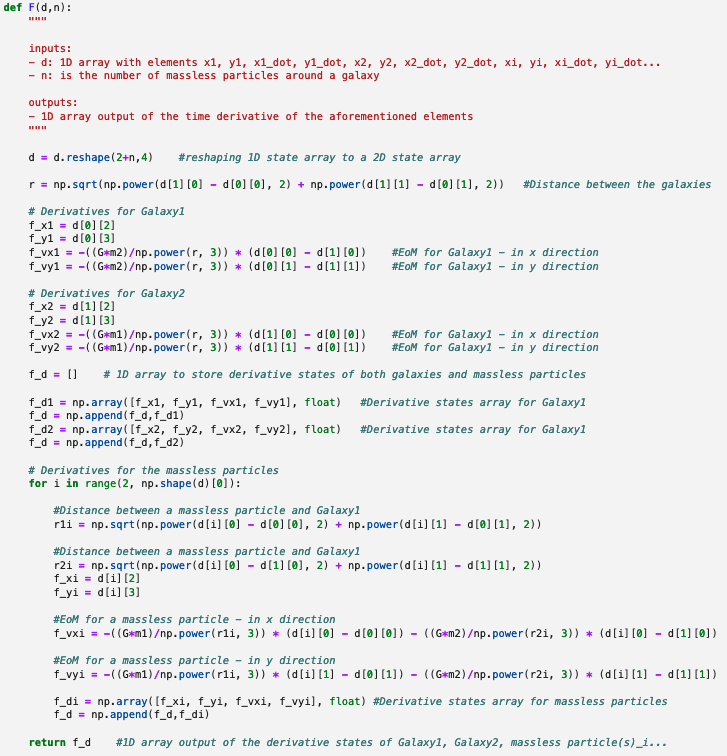 def F(d,n):
    """

    inputs:
    - d: 1D array with elements x1, y1, x1_dot, y1_dot, x2, y2, x2_dot, y2_dot, xi, yi, xi_dot, yi_dot...
    - n: is the number of massless particles around a galaxy

    outputs:
    - 1D array output of the time derivative of the aforementioned elements
    """

    d = d.reshape(2+n,4)    #reshaping 1D state array to a 2D state array

    r = np.sqrt(np.power(d[1][0] - d[0][0], 2) + np.power(d[1][1] - d[0][1], 2))   #Distance between the galaxies

    # Derivatives for Galaxy1
    f_x1 = d[0][2]
    f_y1 = d[0][3]
    f_vx1 = -((G*m2)/np.power(r, 3)) * (d[0][0] - d[1][0])    #EoM for Galaxy1 - in x direction
    f_vy1 = -((G*m2)/np.power(r, 3)) * (d[0][1] - d[1][1])    #EoM for Galaxy1 - in y direction

    # Derivatives for Galaxy2
    f_x2 = d[1][2]
    f_y2 = d[1][3]
    f_vx2 = -((G*m1)/np.power(r, 3)) * (d[1][0] - d[0][0])    #EoM for Galaxy1 - in x direction
    f_vy2 = -((G*m1)/np.power(r, 3)) * (d[1][1] - d[0][1])    #EoM for Galaxy1 - in y direction

    f_d = []    # 1D array to store derivative states of both galaxies and massless particles

    f_d1 = np.array([f_x1, f_y1, f_vx1, f_vy1], float)   #Derivative states array for Galaxy1
    f_d = np.append(f_d,f_d1)
    f_d2 = np.array([f_x2, f_y2, f_vx2, f_vy2], float)   #Derivative states array for Galaxy1
    f_d = np.append(f_d,f_d2)

    # Derivatives for the massless particles
    for i in range(2, np.shape(d)[0]):

        #Distance between a massless particle and Galaxy1
        r1i = np.sqrt(np.power(d[i][0] - d[0][0], 2) + np.power(d[i][1] - d[0][1], 2))

        #Distance between a massless particle and Galaxy1
        r2i = np.sqrt(np.power(d[i][0] - d[1][0], 2) + np.power(d[i][1] - d[1][1], 2))
        f_xi = d[i][2]
        f_yi = d[i][3]

        #EoM for a massless particle - in x direction
        f_vxi = -((G*m1)/np.power(r1i, 3)) * (d[i][0] - d[0][0]) - ((G*m2)/np.power(r2i, 3)) * (d[i][0] - d[1][0])

        #EoM for a massless particle - in y direction
        f_vyi = -((G*m1)/np.power(r1i, 3)) * (d[i][1] - d[0][1]) - ((G*m2)/np.power(r2i, 3)) * (d[i][1] - d[1][1])

        f_di = np.array([f_xi, f_yi, f_vxi, f_vyi], float) #Derivative states array for massless particles
        f_d = np.append(f_d,f_di)

    return f_d    #1D array output of the derivative states of Galaxy1, Galaxy2, massless particle(s)_i...